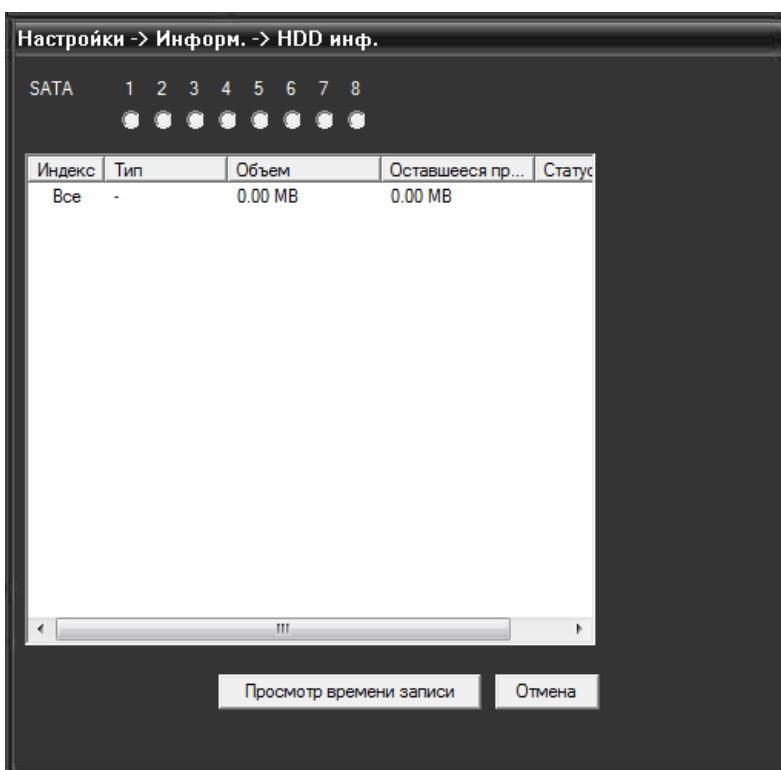 Настройки -> Информ. -> HDD инф.
SATA 1 2 3 4 5 6 7 8
Индекс Тип Объем Оставшееся пр... Статус
Все - 0.00 MB 0.00 MB
Просмотр времени записи Отмена